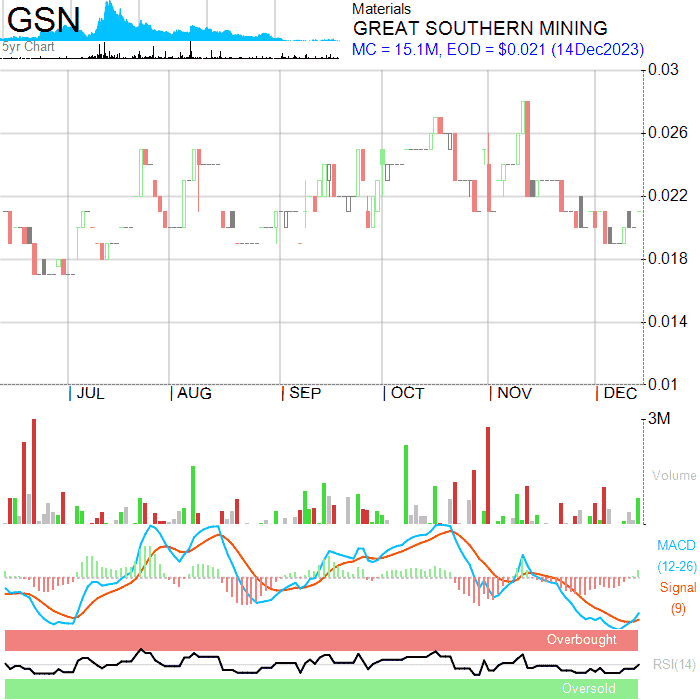 GSN
5yr Chart
Materials
GREAT SOUTHERN MINING
MC = 15.1M, EOD = $0.021 (14Dec2023)
0.03
0.026
0.022
0.018
0.014
0.01
JUL AUG SEP OCT NOV DEC
3M
Volume
MACD
(12-26)
Signal
(9)
Overbought
RSI(14)
Oversold